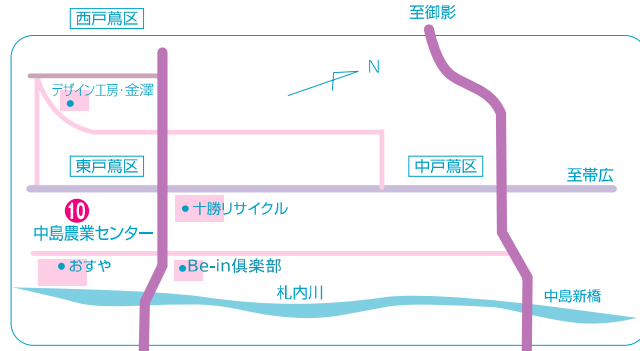 西戸蔦区
至御影
N
デザイン工房・金澤
東戸蔦区
中戸蔦区
至帯広
10
十勝リサイクル
中島農業センター
おすや
Be-in倶楽部
札内川
中島新橋